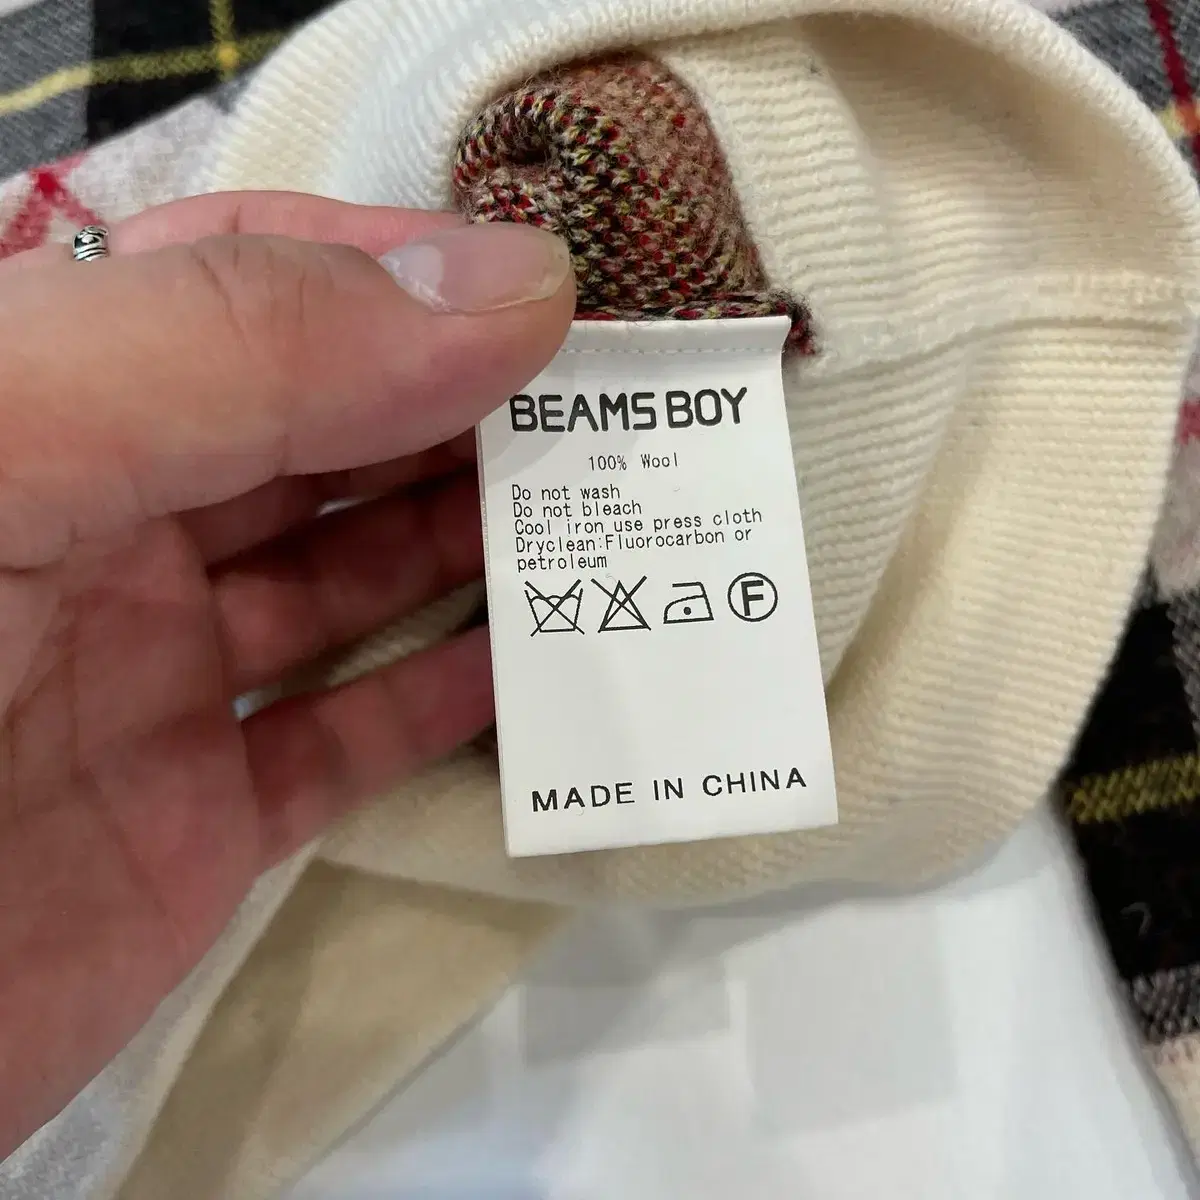 BEAMS BOY
100% Wool
Do not wash
Do not bleach
Cool iron use press cloth
Dryclean:Fluorocarbon or
petroleum
F
MADE IN CHINA